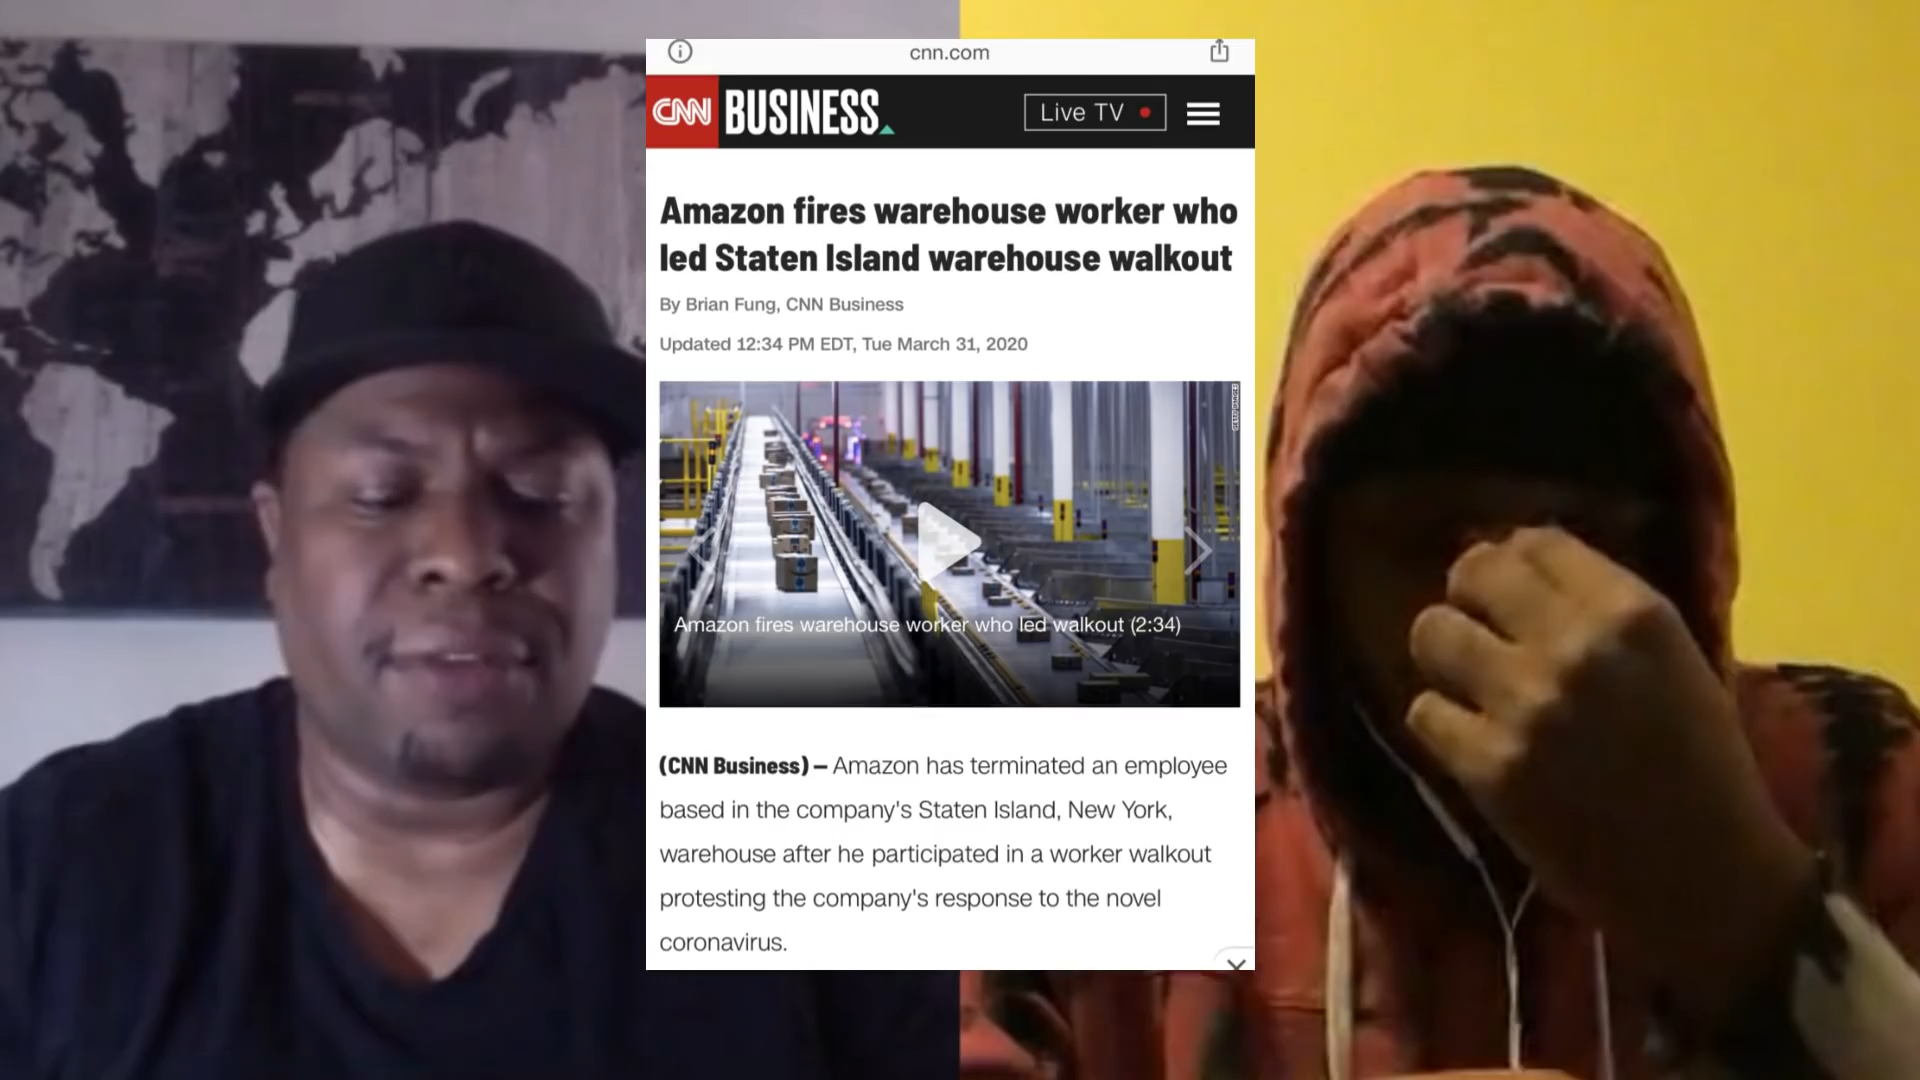 cnn.com
CNN BUSINESS
Live TV
Amazon fires warehouse worker who
led Staten Island warehouse walkout
By Brian Fung, CNN Business
Updated 12:34 PM EDT, Tue March 31, 2020
GETTY IMAGES
Amazon fires warehouse worker who led walkout (2:34)
(CNN Business) — Amazon has terminated an employee
based in the company's Staten Island, New York,
warehouse after he participated in a worker walkout
protesting the company's response to the novel
coronavirus.